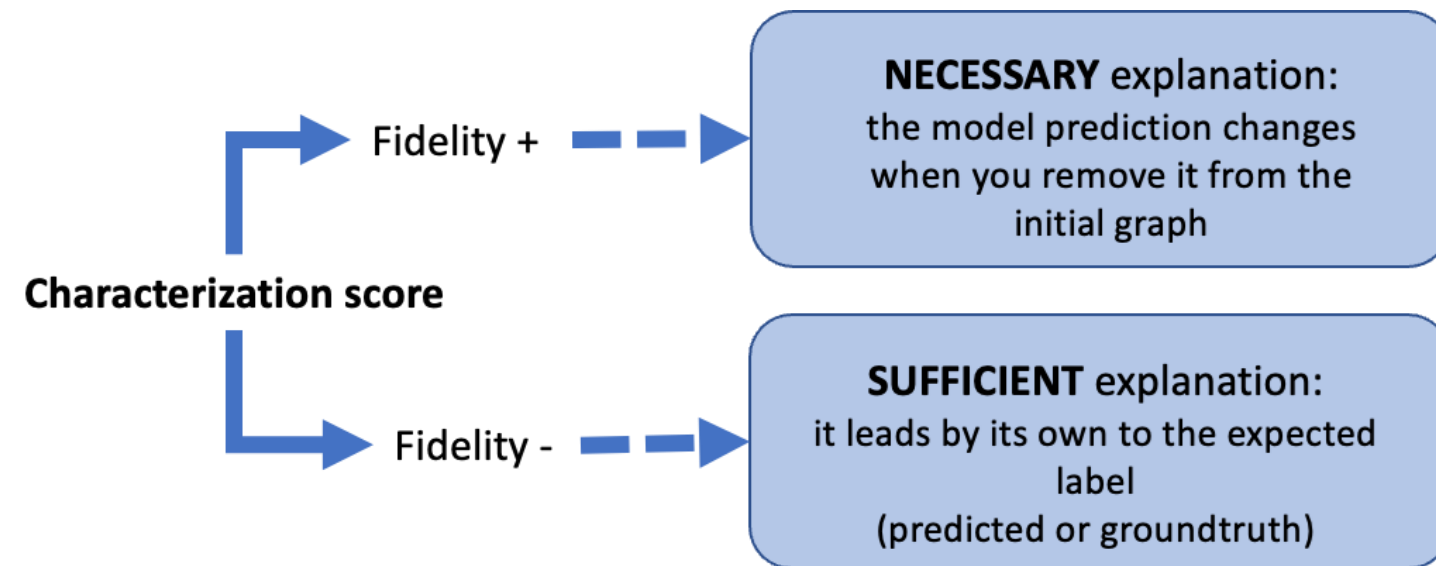 NECESSARY explanation:
the model prediction changes
when you remove it from the
initial graph
Fidelity +
Characterization score
SUFFICIENT explanation:
it leads by its own to the expected
label
(predicted or groundtruth)
Fidelity -